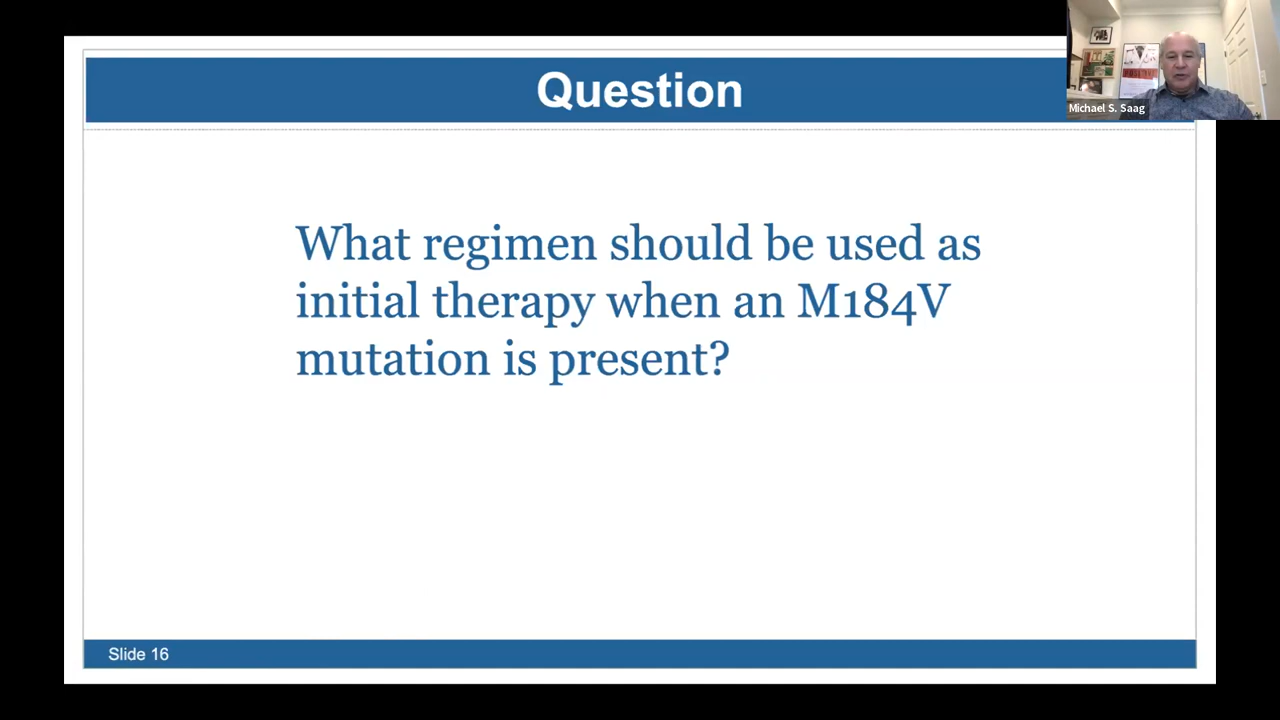 Question
Michael S. Saag
What regimen should be used as
initial therapy when an M184V
mutation is present?
Slide 16